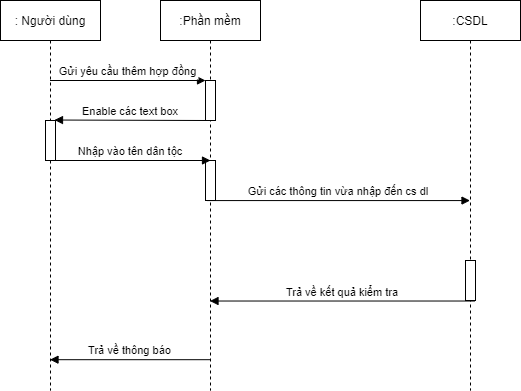 : Người dùng
:Phần mềm
:CSDL
Gửi yêu cầu thêm hợp đồng
Enable các text box
Nhập vào tên dân tộc
Gửi các thông tin vừa nhập đến cs dl
Trả về kết quả kiểm tra
Trả về thông báo